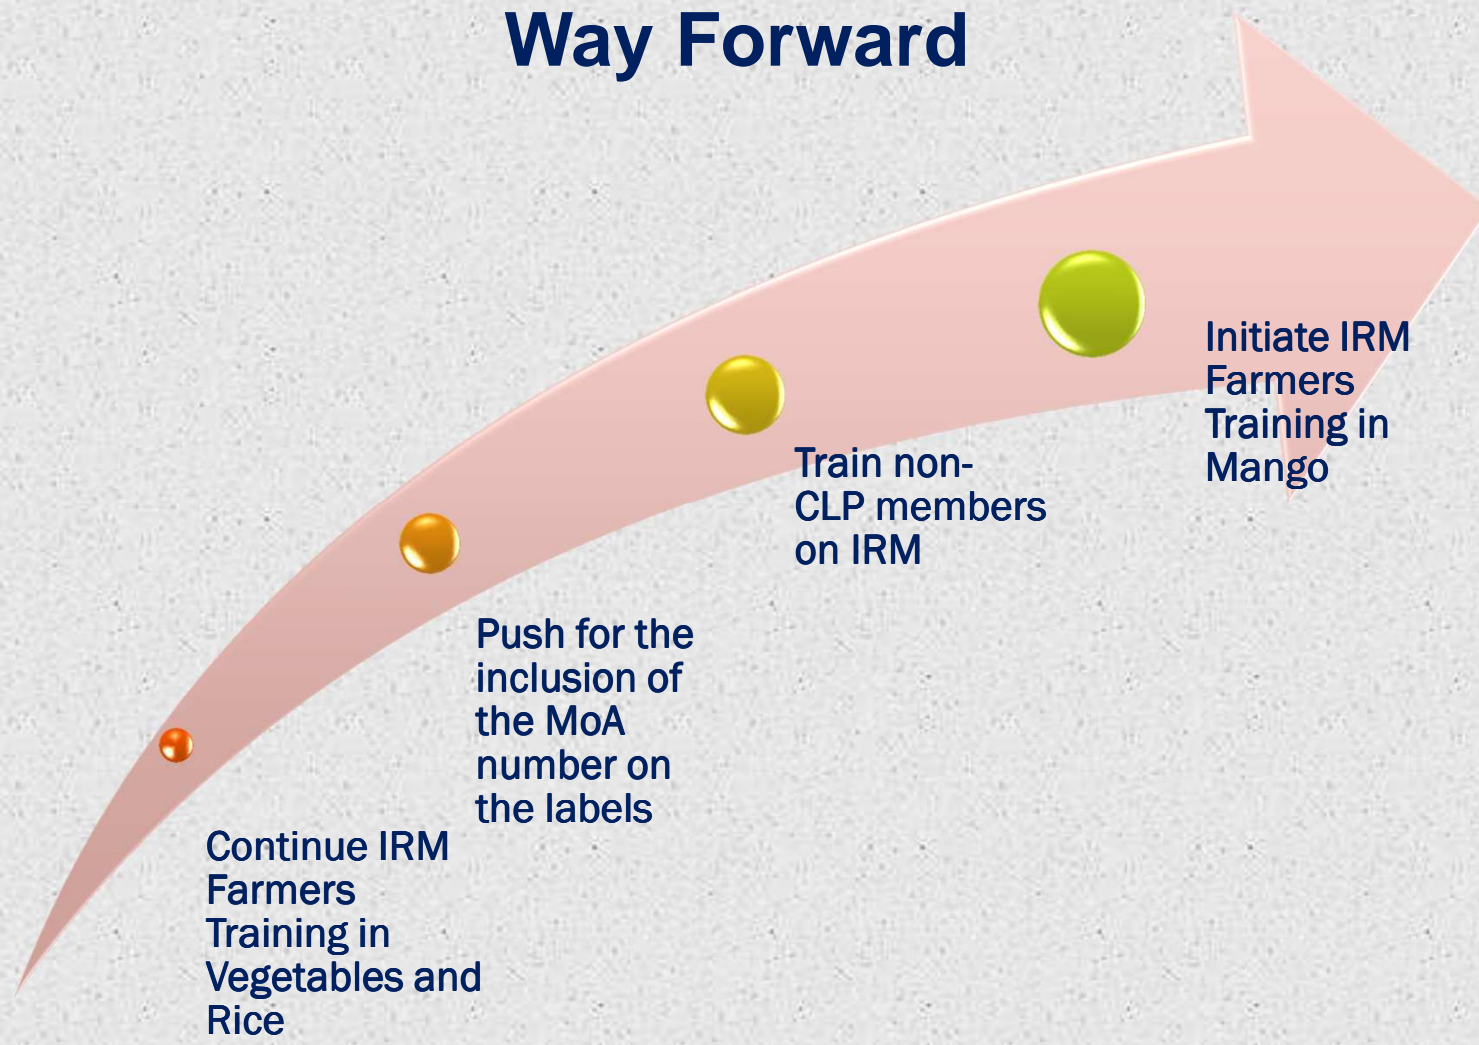 Way Forward
Initiate IRM
Farmers
Training in
Mango
Train non-
CLP members
on IRM
Push for the
inclusion of
the MoA
number on
the labels
Continue IRM
Farmers
Training in
Vegetables and
Rice